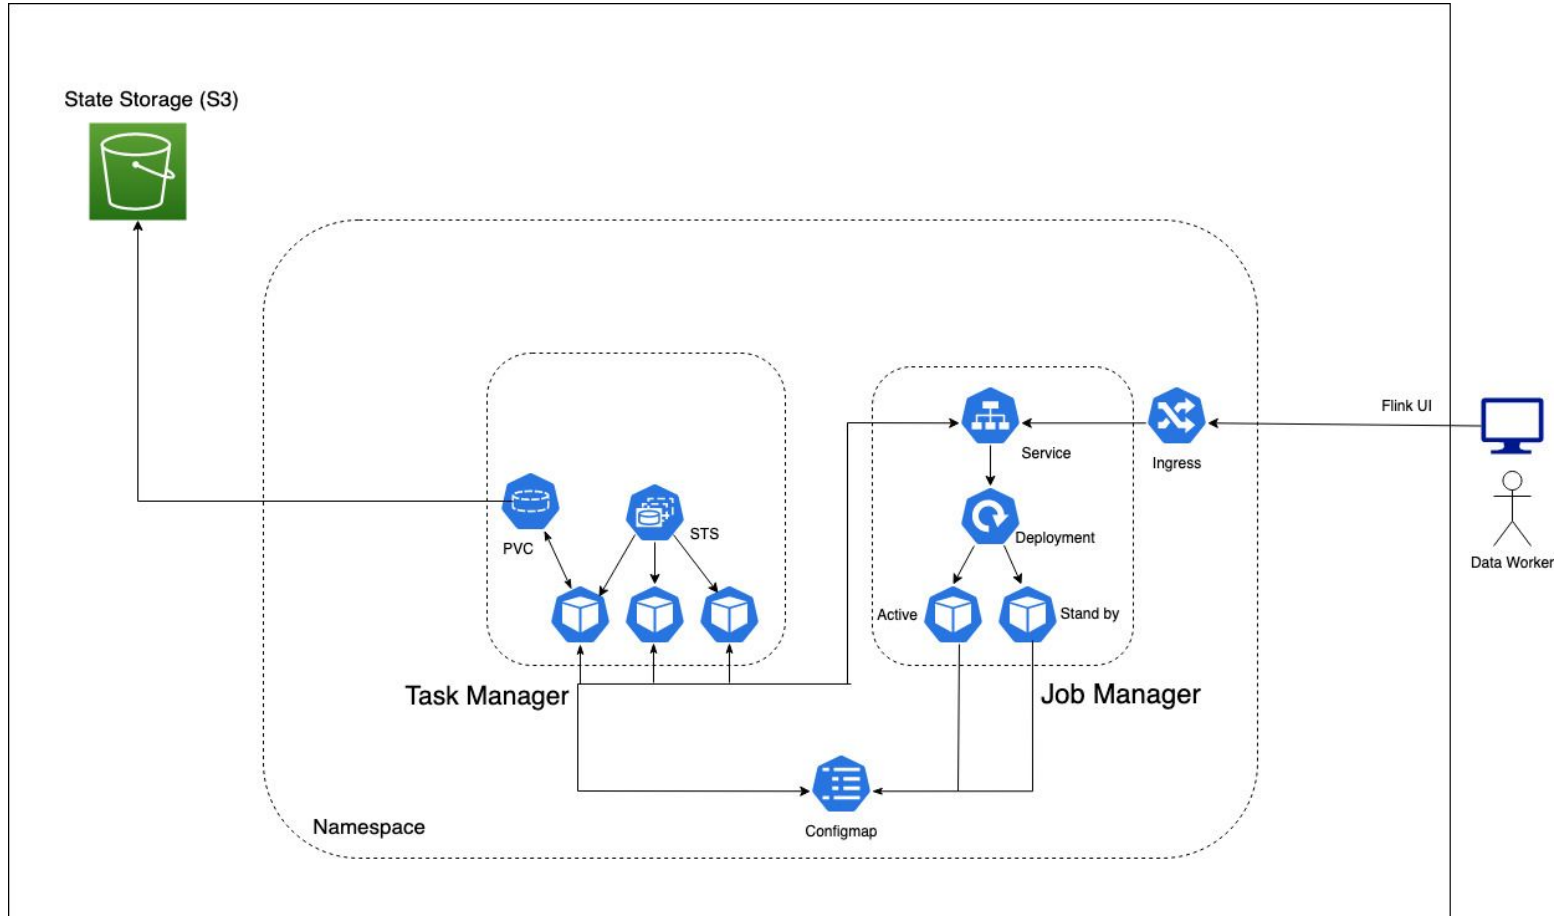 State Storage (S3)
Flink UI
Service
Ingress
STS
Deployment
PVC
Data Worker
Active
Stand by
Task Manager
Job Manager
Namespace
Configmap